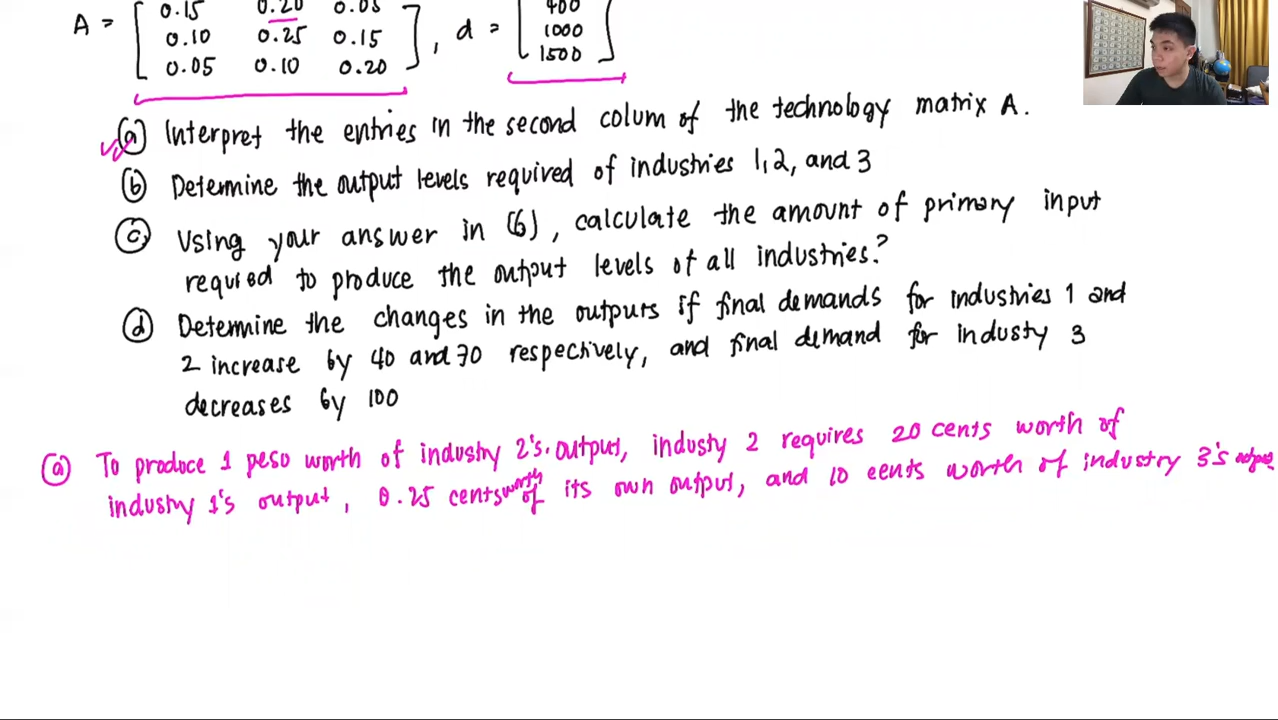 0.15 0.20 0.05 400
A = 0.10 0.25 0.15 , d = 1000
0.05 0.10 0.20 1500
(a) Interpret the entries in the second colum of the technology matrix A.
(b) Determine the output levels required of industries 1, 2, and 3
(c) Using your answer in (b), calculate the amount of primary input
required to produce the output levels of all industries?
(d) Determine the changes in the outputs if final demands for industries 1 and
2 increase by 40 and 70 respectively, and final demand for industy 3
decreases by 100
(a) To produce 1 peso worth of industry 2's output, industy 2 requires 20 cents worth of
industry 1's output, 0.25 cents worth of its own output, and 10 cents worth of industry 3's output